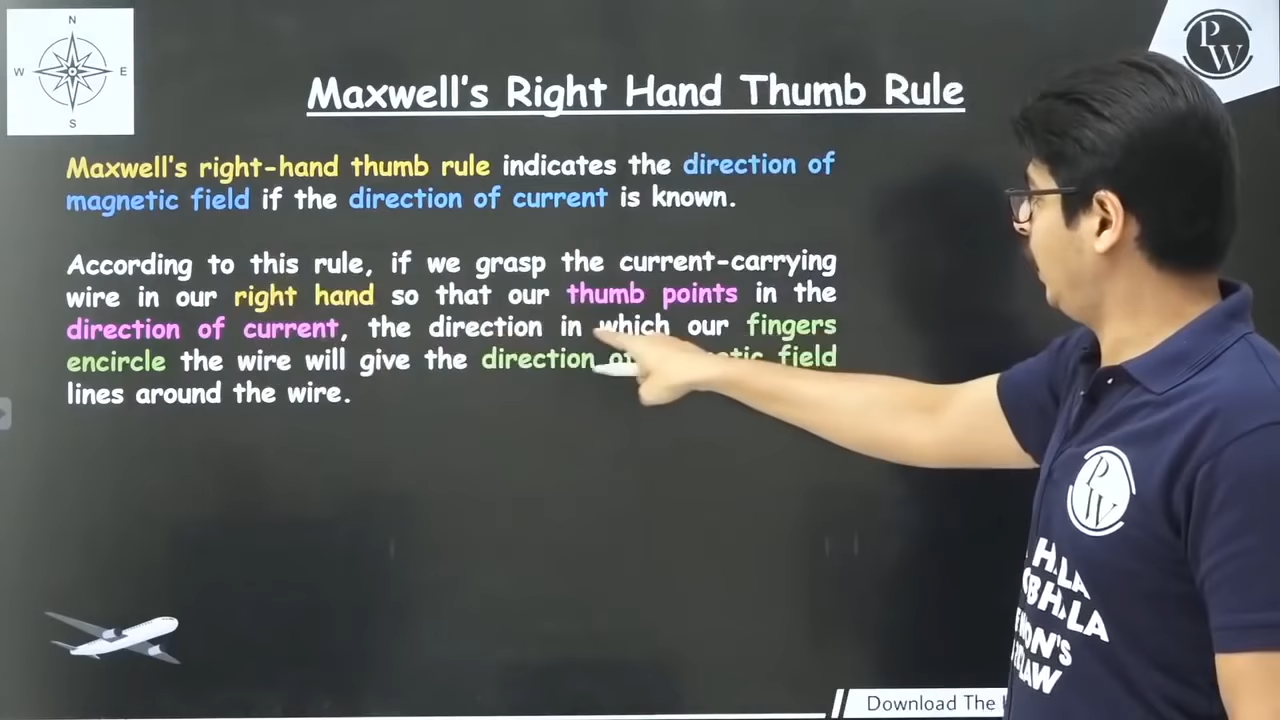 N
W E
S
PW
Maxwell's Right Hand Thumb Rule
Maxwell's right-hand thumb rule indicates the direction of
magnetic field if the direction of current is known.
According to this rule, if we grasp the current-carrying
wire in our right hand so that our thumb points in the
direction of current, the direction in which our fingers
encircle the wire will give the direction field
lines around the wire.
PW
Download The